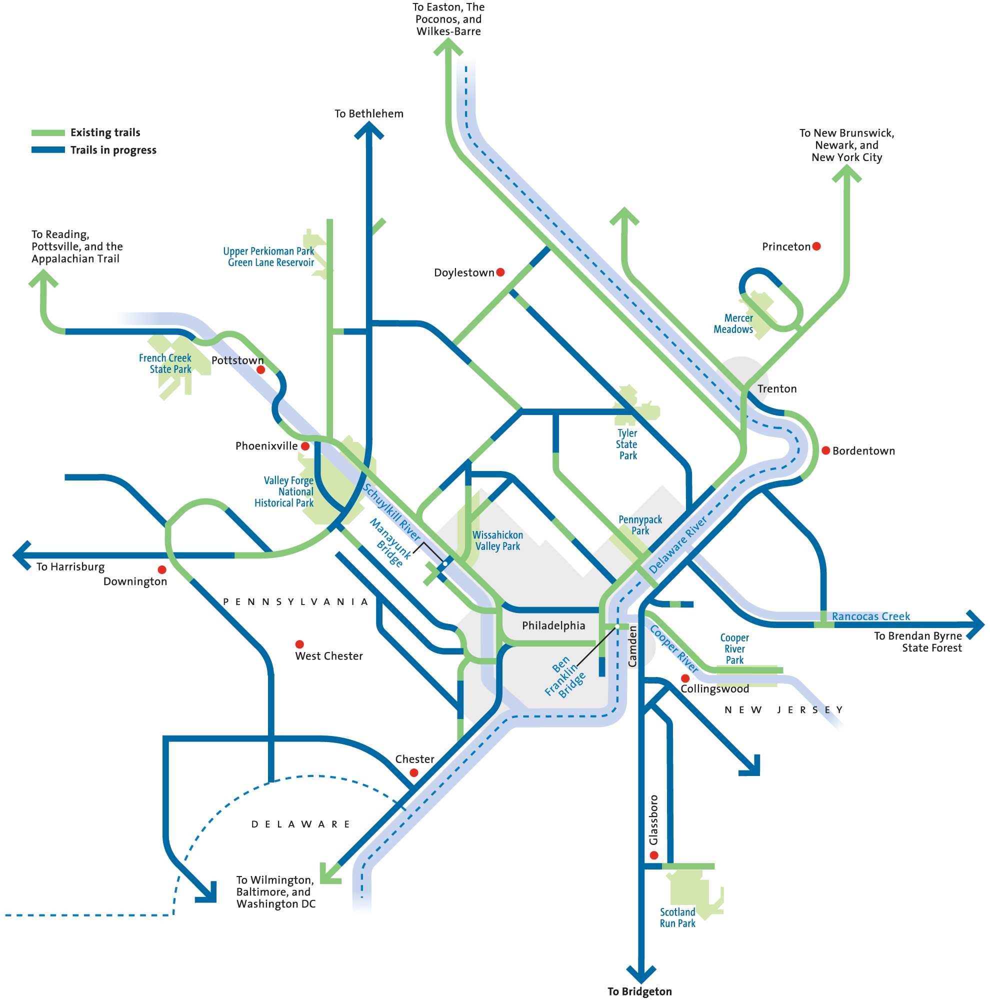 To Easton, The
Poconos, and
Wilkes-Barre
To Bethlehem
Existing trails
Trails in progress
To New Brunswick,
Newark, and
New York City
To Reading,
Pottsville, and the
Appalachian Trail
Upper Perkioman Park
Green Lane Reservoir
Princeton
Doylestown
Mercer
Meadows
French Creek
State Park
Pottstown
Trenton
Tyler
State
Park
Phoenixville
Bordentown
Valley Forge
National
Historical Park
Schuylkill River
Manayunk
Bridge
Wissahickon
Valley Park
Pennypack
Park
Delaware River
To Harrisburg
Downington
PENNSYLVANIA
Philadelphia
Rancocas Creek
To Brendan Byrne
State Forest
Camden
Cooper River
Cooper
River
Park
West Chester
Ben
Franklin
Bridge
Collingswood
NEW JERSEY
Chester
DELAWARE
Glassboro
To Wilmington,
Baltimore, and
Washington DC
Scotland
Run Park
To Bridgeton